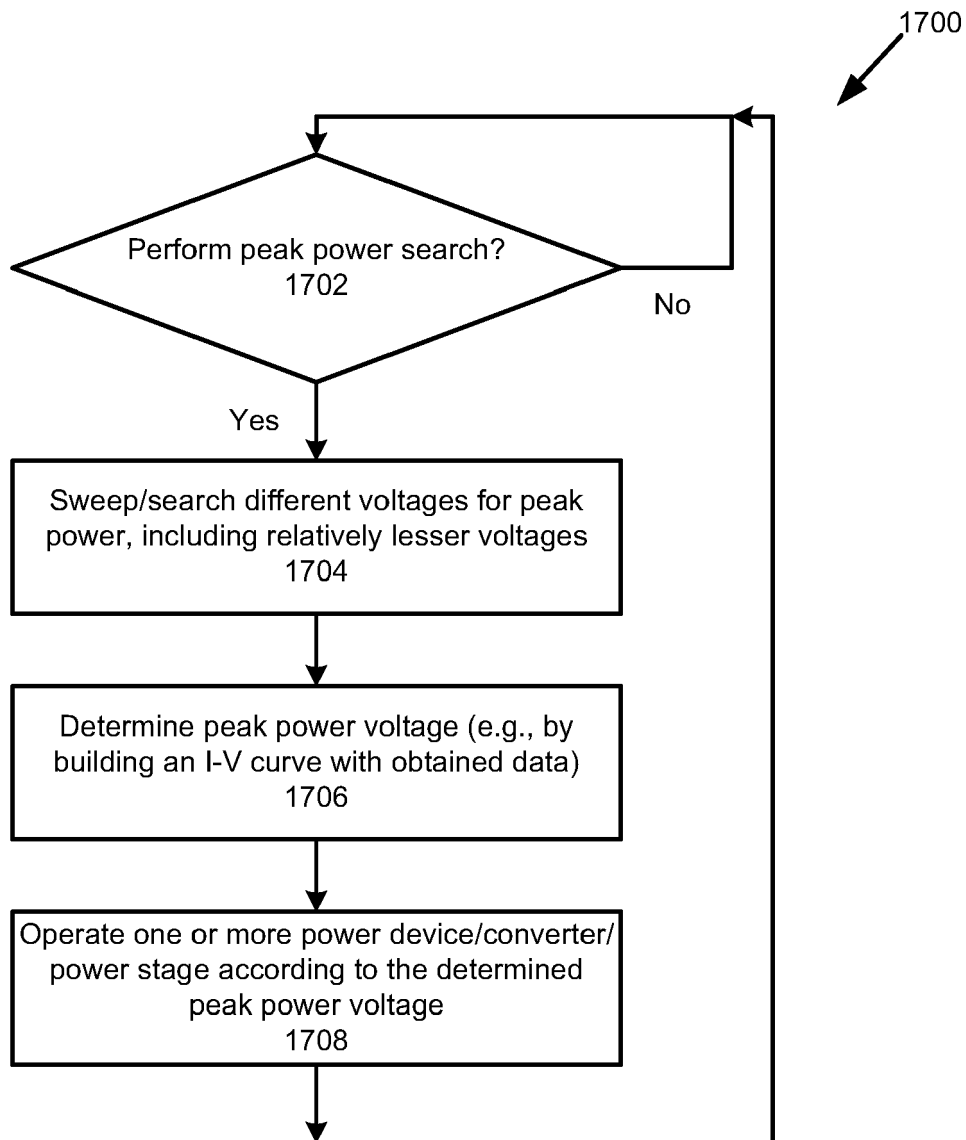 1700
Perform peak power search?
1702
No
Yes
Sweep/search different voltages for peak
power, including relatively lesser voltages
1704
Determine peak power voltage (e.g., by
building an I-V curve with obtained data)
1706
Operate one or more power device/converter/
power stage according to the determined
peak power voltage
1708